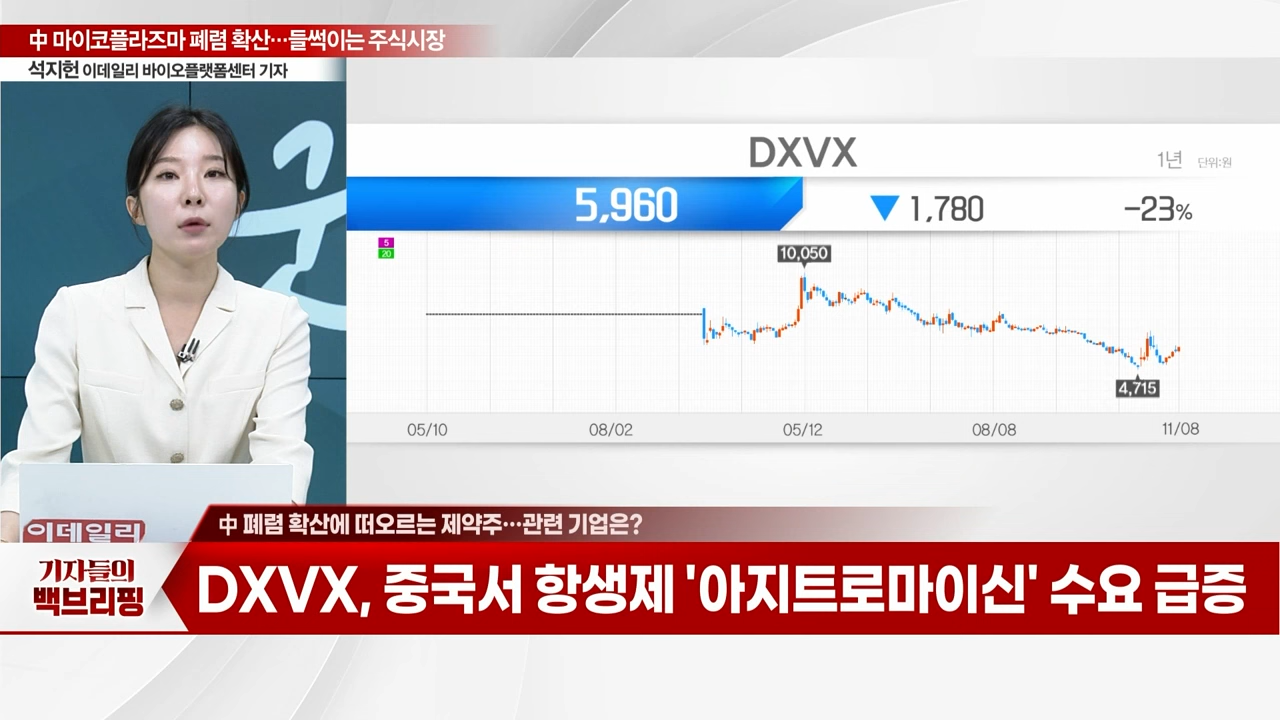 中 마이코플라즈마 폐렴 확산…들썩이는 주식시장
석지헌 이데일리 바이오플랫폼센터 기자
DXVX
1년 단위:원
5,960 ▼ 1,780 -23%
5
20
10,050
4,715
05/10 08/02 05/12 08/08 11/08
이데일리
中 폐렴 확산에 떠오르는 제약주…관련 기업은?
기자들의
백브리핑
DXVX, 중국서 항생제 '아지트로마이신' 수요 급증